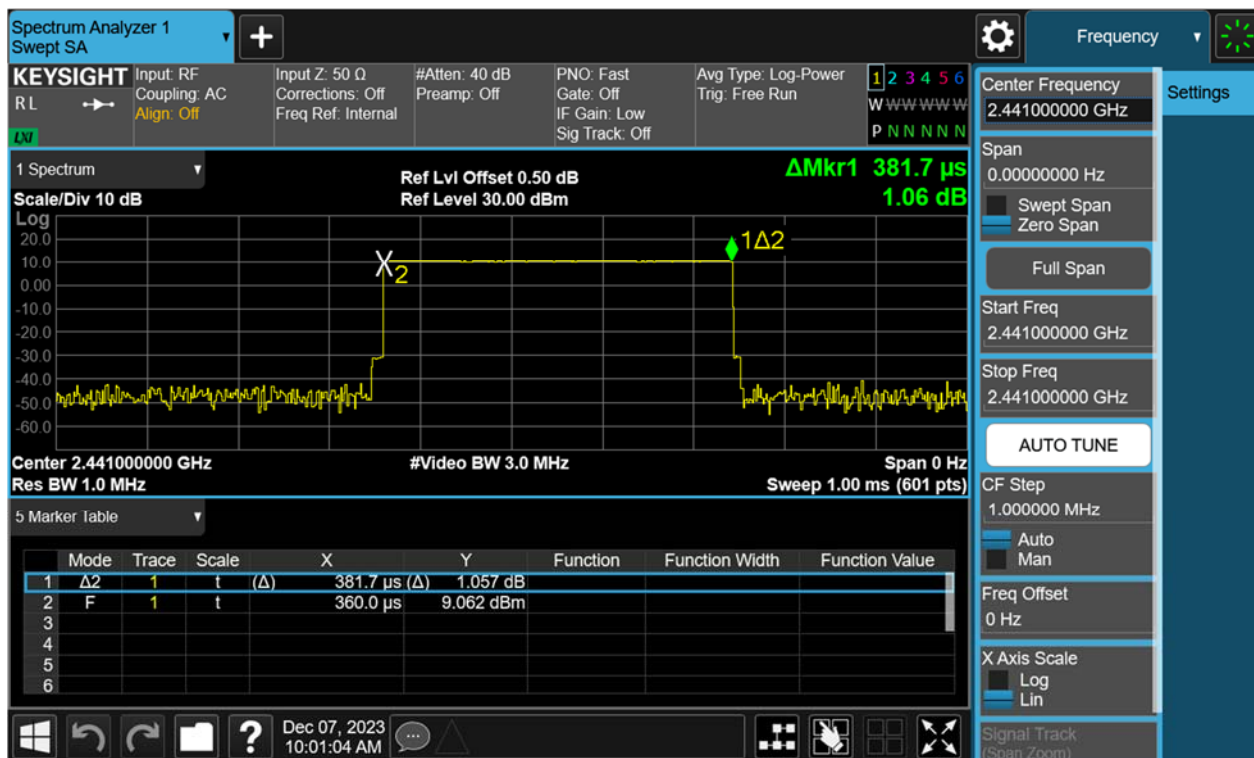 Spectrum Analyzer 1
Swept SA
+
Frequency
KEYSIGHT
R L
LXI
Input: RF
Coupling: AC
Align: Off
Input Z: 50 Ω
Corrections: Off
Freq Ref: Internal
#Atten: 40 dB
Preamp: Off
PNO: Fast
Gate: Off
IF Gain: Low
Sig Track: Off
Avg Type: Log-Power
Trig: Free Run
1 2 3 4 5 6
W W W W W W
P N N N N N
Center Frequency
2.441000000 GHz
Settings
Span
0.00000000 Hz
Swept Span
Zero Span
Full Span
Start Freq
2.441000000 GHz
Stop Freq
2.441000000 GHz
AUTO TUNE
CF Step
1.000000 MHz
Auto
Man
Freq Offset
0 Hz
X Axis Scale
Log
Lin
Signal Track
(Span Zoom)
1 Spectrum
Scale/Div 10 dB
Ref Lvl Offset 0.50 dB
Ref Level 30.00 dBm
ΔMkr1 381.7 µs
1.06 dB
Log
20.0
10.0
0.00
-10.0
-20.0
-30.0
-40.0
-50.0
-60.0
2
1Δ2
Center 2.441000000 GHz
#Video BW 3.0 MHz
Span 0 Hz
Res BW 1.0 MHz
Sweep 1.00 ms (601 pts)
5 Marker Table
Mode Trace Scale X Y Function Function Width Function Value
1 Δ2 1 t (Δ) 381.7 µs (Δ) 1.057 dB
2 F 1 t 360.0 µs 9.062 dBm
3
4
5
6
?
Dec 07, 2023
10:01:04 AM